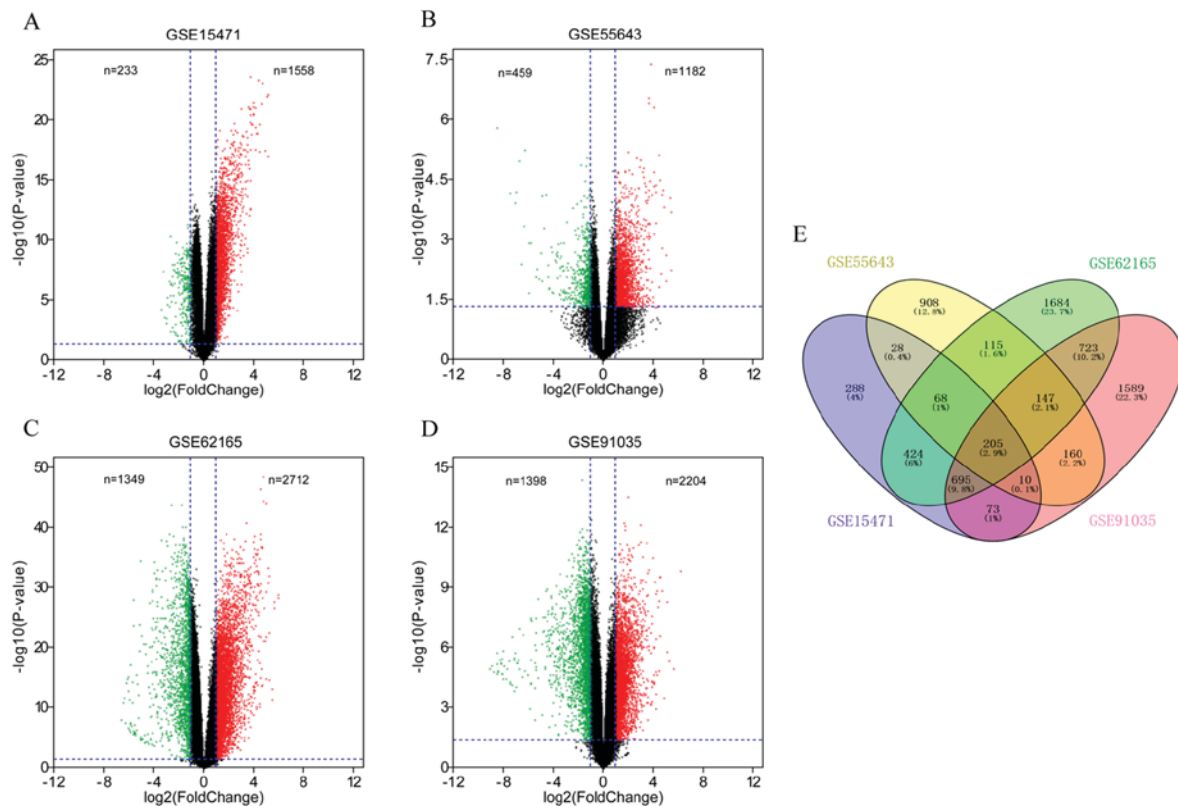 A
GSE15471
n=233
n=1558
25
20
15
10
5
0
-log10(P-value)
-12
-8
-4
0
4
8
12
log2(FoldChange)
B
GSE55643
n=459
n=1182
7.5
6
4.5
3
1.5
0
-log10(P-value)
-12
-8
-4
0
4
8
12
log2(FoldChange)
C
GSE62165
n=1349
n=2712
50
40
30
20
10
0
-log10(P-value)
-12
-8
-4
0
4
8
12
log2(FoldChange)
D
GSE91035
n=1398
n=2204
15
12
9
6
3
0
-log10(P-value)
-12
-8
-4
0
4
8
12
log2(FoldChange)
E
GSE55643
GSE62165
908
(12.8%)
1684
(23.7%)
28
(0.4%)
115
(1.6%)
723
(10.2%)
288
(4%)
1589
(22.3%)
68
(1%)
147
(2.1%)
205
(2.9%)
424
(6%)
160
(2.2%)
695
(9.8%)
10
(0.1%)
73
(1%)
GSE15471
GSE91035